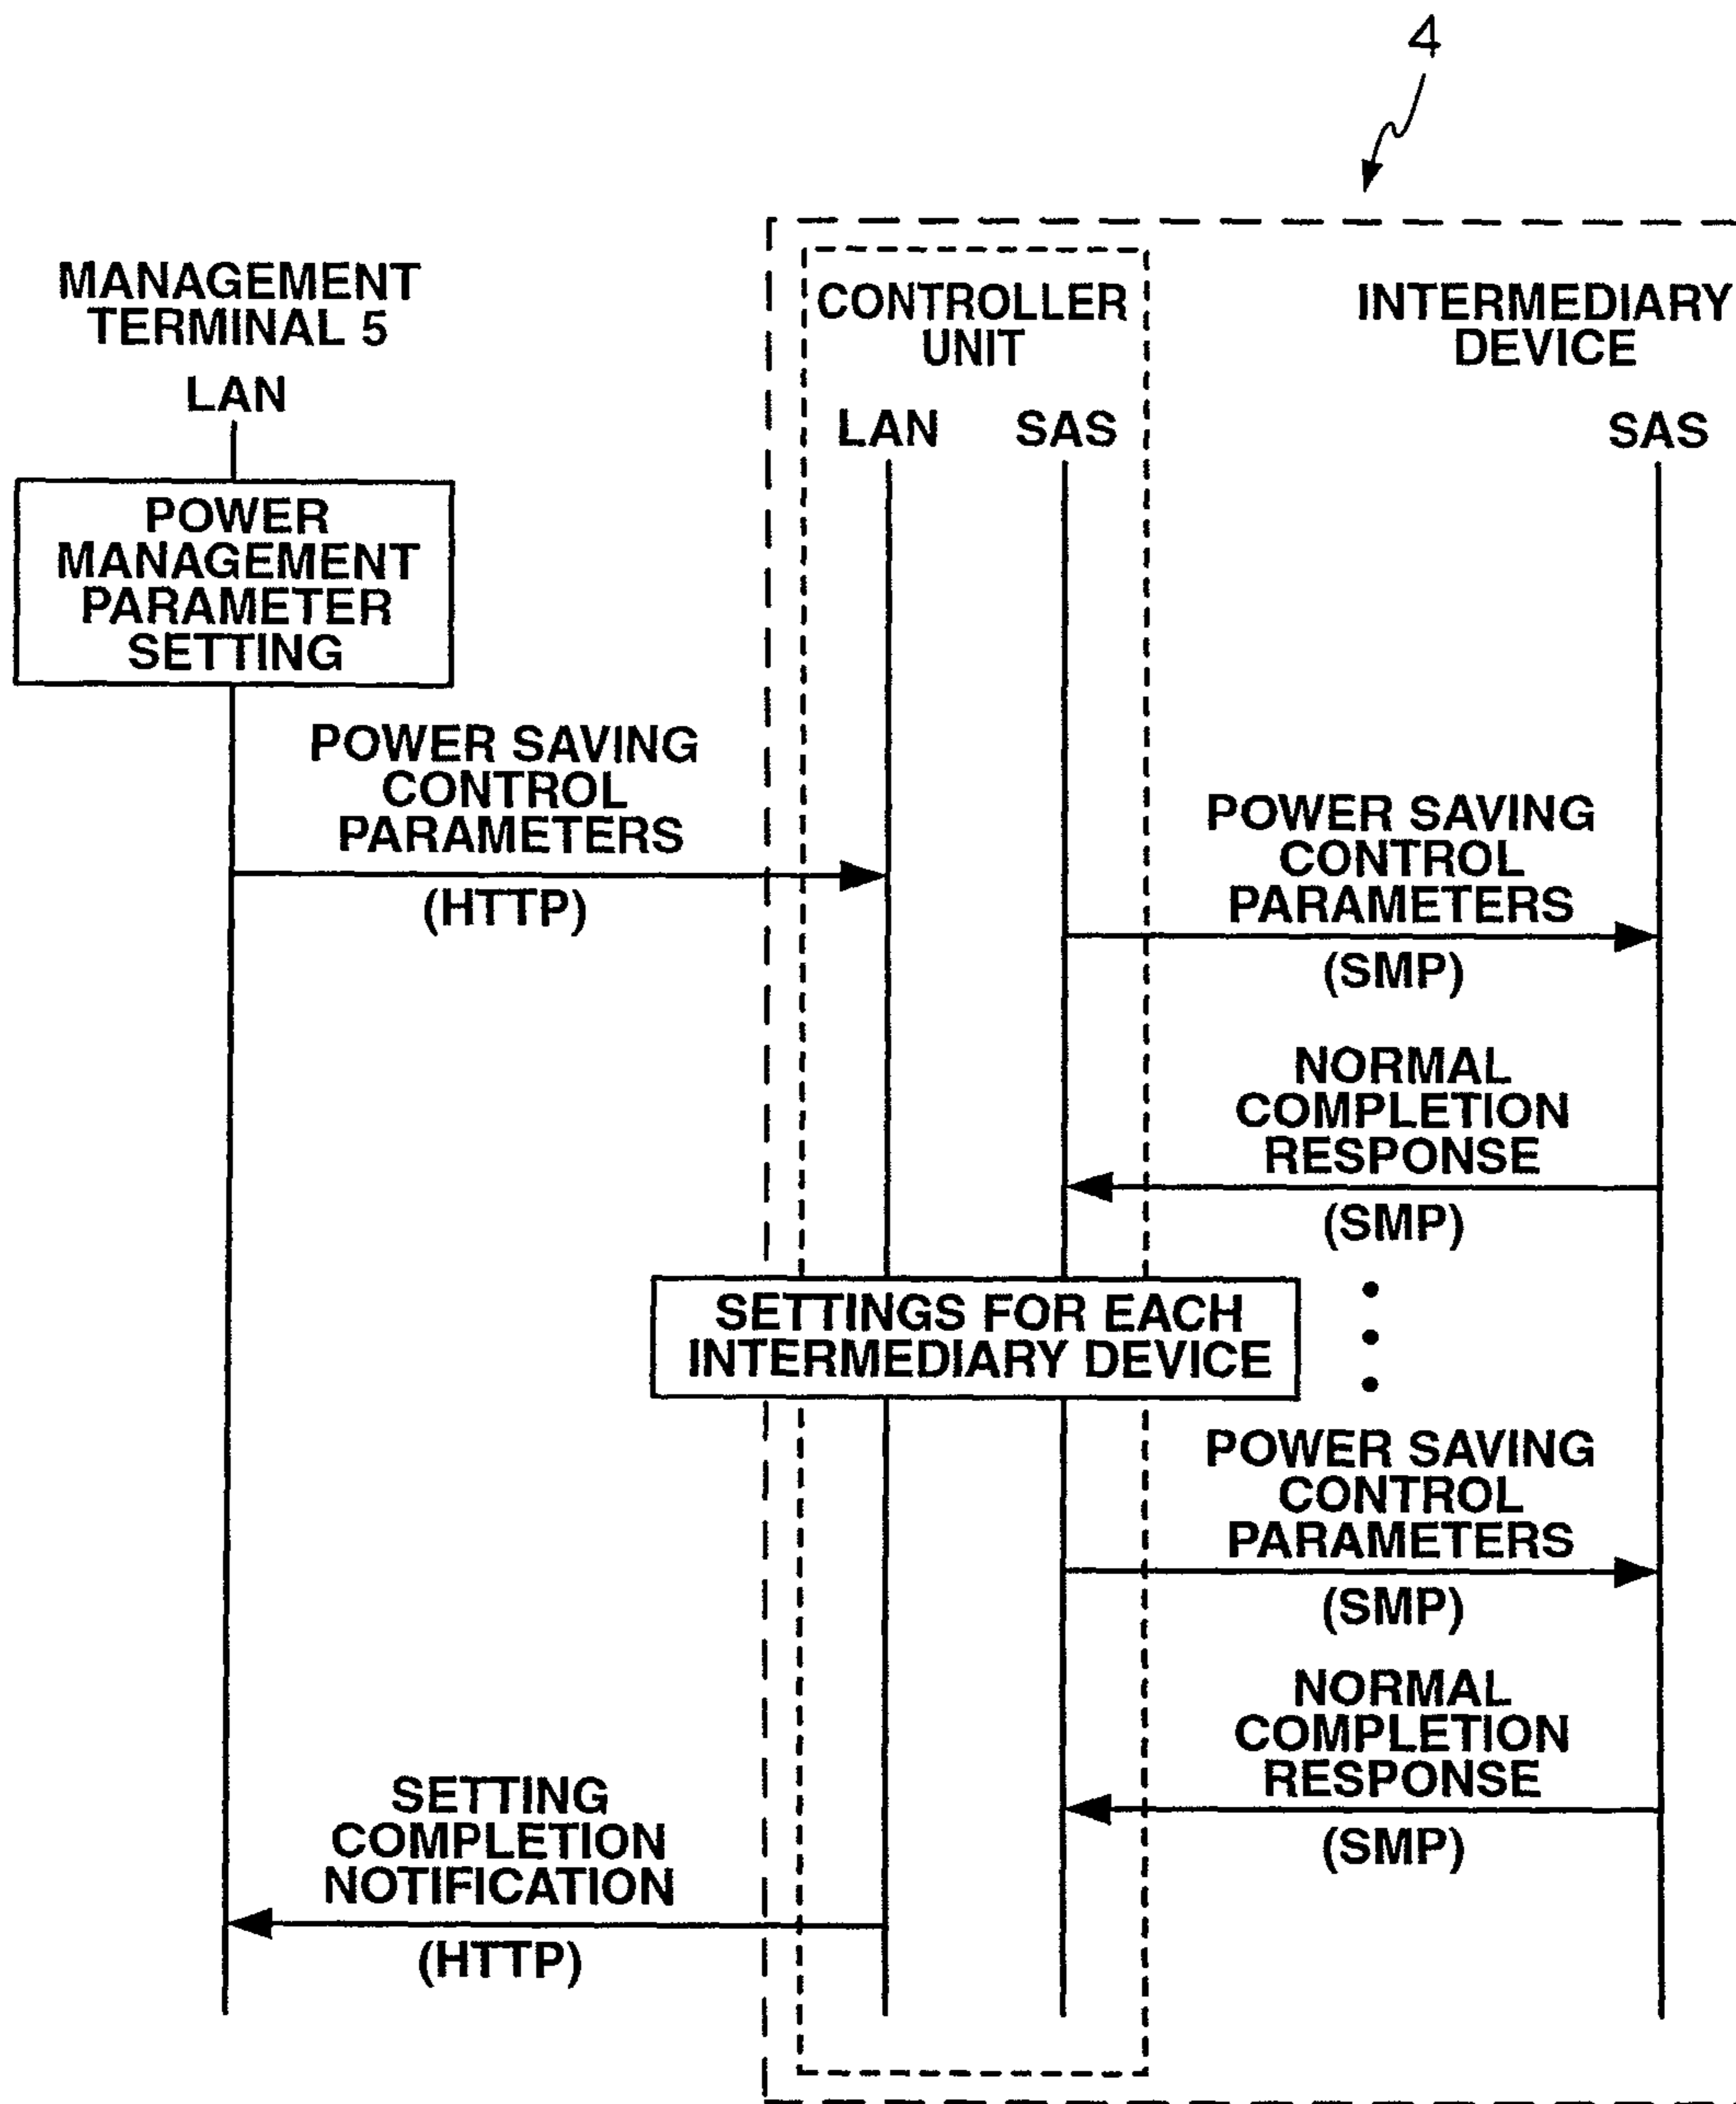 4
MANAGEMENT
TERMINAL 5
LAN
CONTROLLER
UNIT
LAN
SAS
INTERMEDIARY
DEVICE
SAS
POWER
MANAGEMENT
PARAMETER
SETTING
POWER SAVING
CONTROL
PARAMETERS
(HTTP)
POWER SAVING
CONTROL
PARAMETERS
(SMP)
NORMAL
COMPLETION
RESPONSE
(SMP)
SETTINGS FOR EACH
INTERMEDIARY DEVICE
POWER SAVING
CONTROL
PARAMETERS
(SMP)
NORMAL
COMPLETION
RESPONSE
(SMP)
SETTING
COMPLETION
NOTIFICATION
(HTTP)